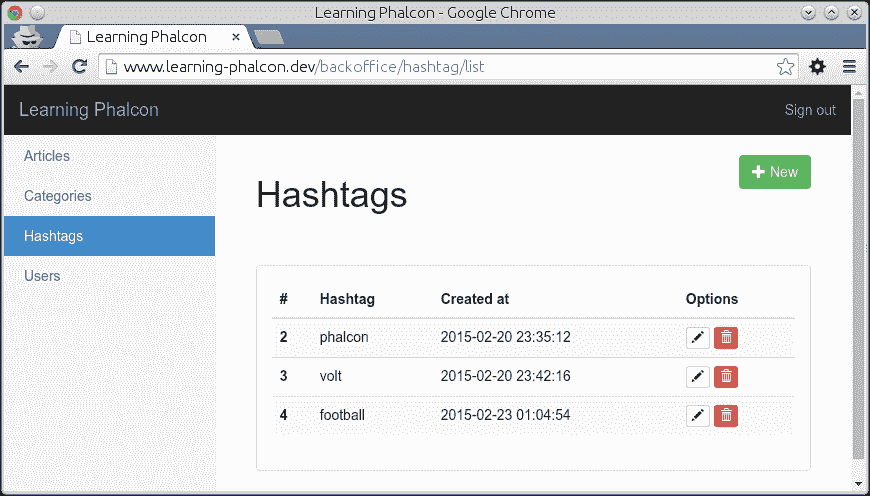 Learning Phalcon - Google Chrome
Learning Phalcon
www.learning-phalcon.dev/backoffice/hashtag/list
Learning Phalcon Sign out
Articles
Categories
Hashtags
Users
Hashtags
New
# Hashtag Created at Options
2 phalcon 2015-02-20 23:35:12
3 volt 2015-02-20 23:42:16
4 football 2015-02-23 01:04:54